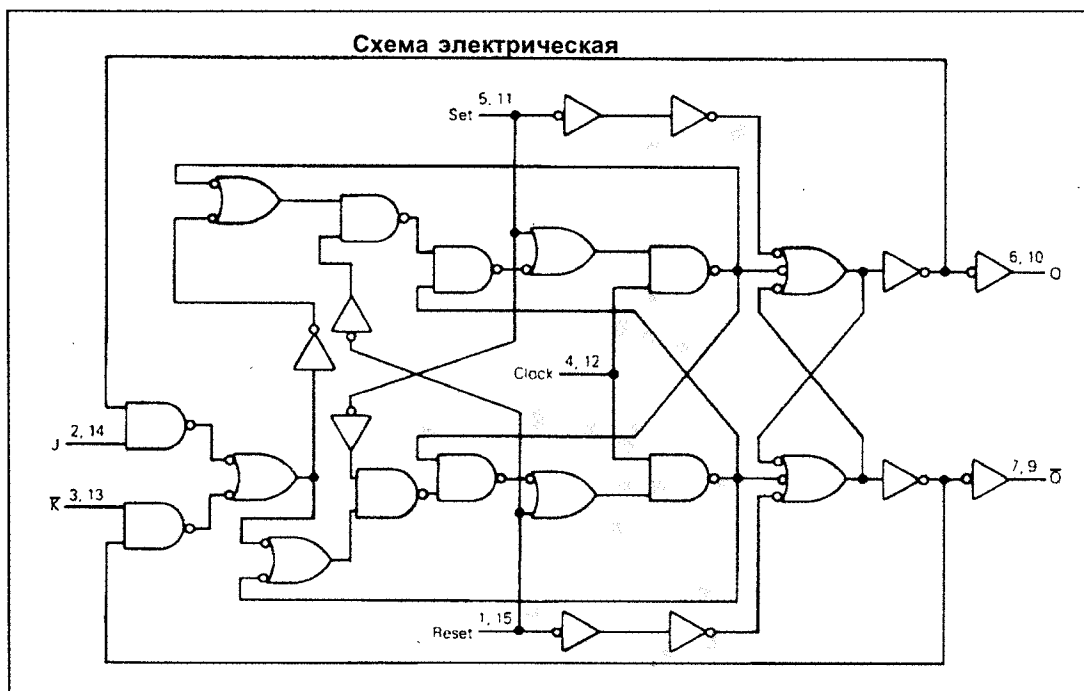 Схема электрическая
5, 11
Set
6, 10
Q
4, 12
Clock
2, 14
J
3, 13
K̅
7, 9
Q̅
1, 15
Reset